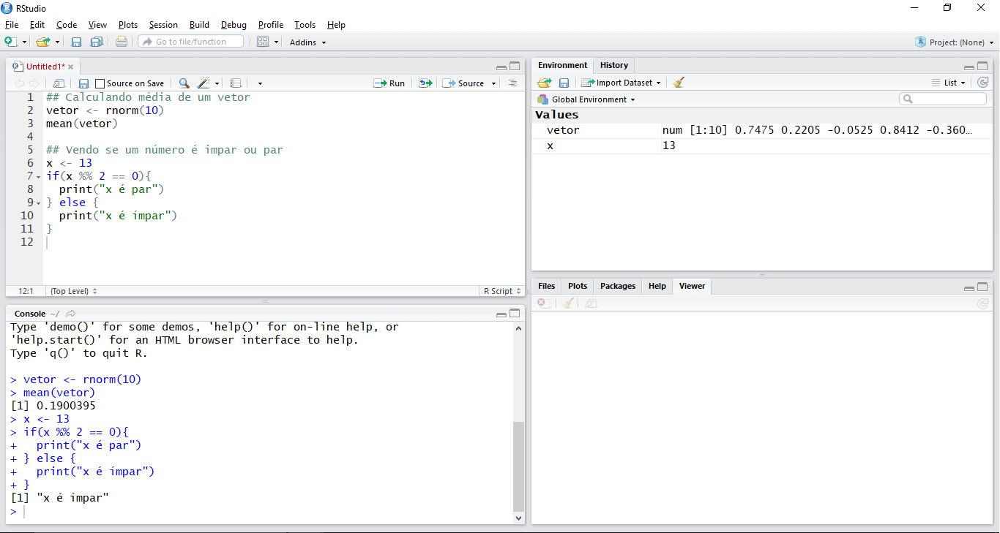 RStudio
File Edit Code View Plots Session Build Debug Profile Tools Help
Go to file/function Addins Project: (None)
Untitled1*
Source on Save Run Source
1 ## Calculando média de um vetor
2 vetor <- rnorm(10)
3 mean(vetor)
4
5 ## Vendo se um número é impar ou par
6 x <- 13
7 if(x %% 2 == 0){
8   print("x é par")
9 } else {
10   print("x é ímpar")
11 }
12
12:1 (Top Level) R Script
Console ~/
Type 'demo()' for some demos, 'help()' for on-line help, or
'help.start()' for an HTML browser interface to help.
Type 'q()' to quit R.
> vetor <- rnorm(10)
> mean(vetor)
[1] 0.1900395
> x <- 13
> if(x %% 2 == 0){
+   print("x é par")
+ } else {
+   print("x é ímpar")
+ }
[1] "x é ímpar"
>
Environment History
Import Dataset List
Global Environment
Values
vetor num [1:10] 0.7475 0.2205 -0.0525 0.8412 -0.360…
x 13
Files Plots Packages Help Viewer